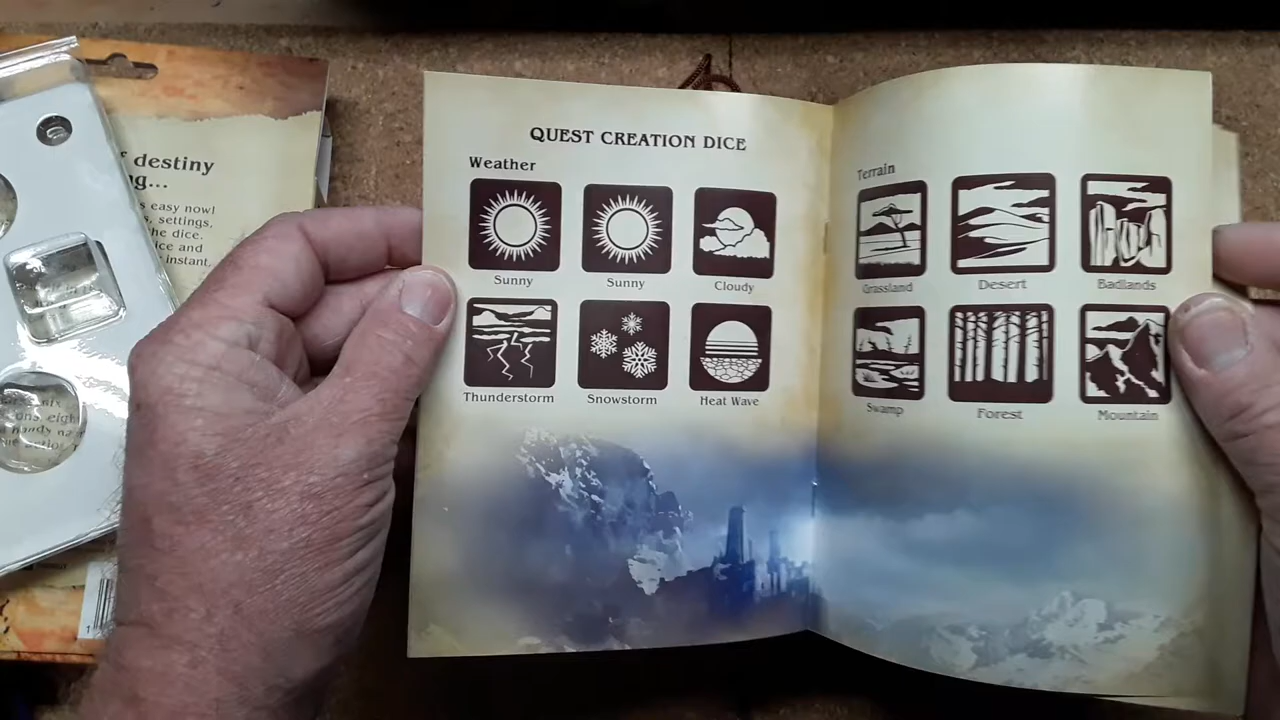 f destiny
g...
s easy now!
s, settings,
he dice.
ice and
instant.
QUEST CREATION DICE
Weather
Sunny
Sunny
Cloudy
Thunderstorm
Snowstorm
Heat Wave
Terrain
Grassland
Desert
Badlands
Swamp
Forest
Mountain